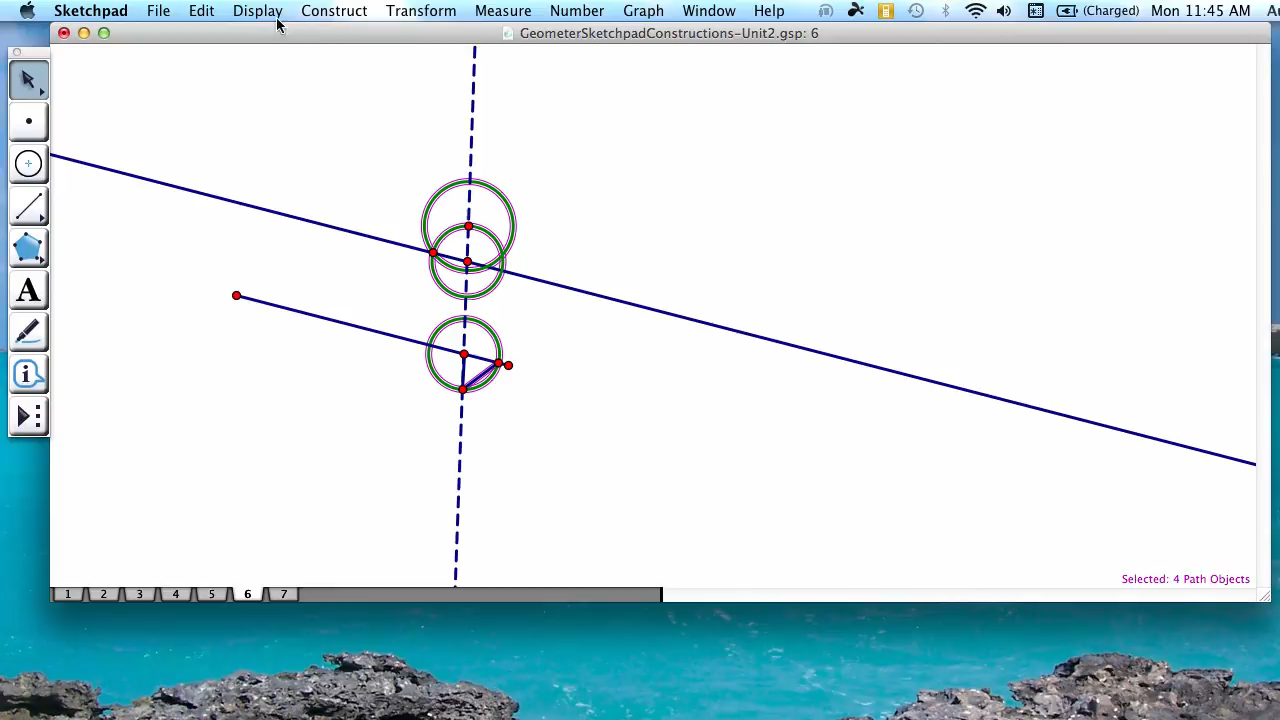 Sketchpad File Edit Display Construct Transform Measure Number Graph Window Help (Charged) Mon 11:45 AM
GeometerSketchpadConstructions-Unit2.gsp: 6
A
i
Selected: 4 Path Objects
1 2 3 4 5 6 7